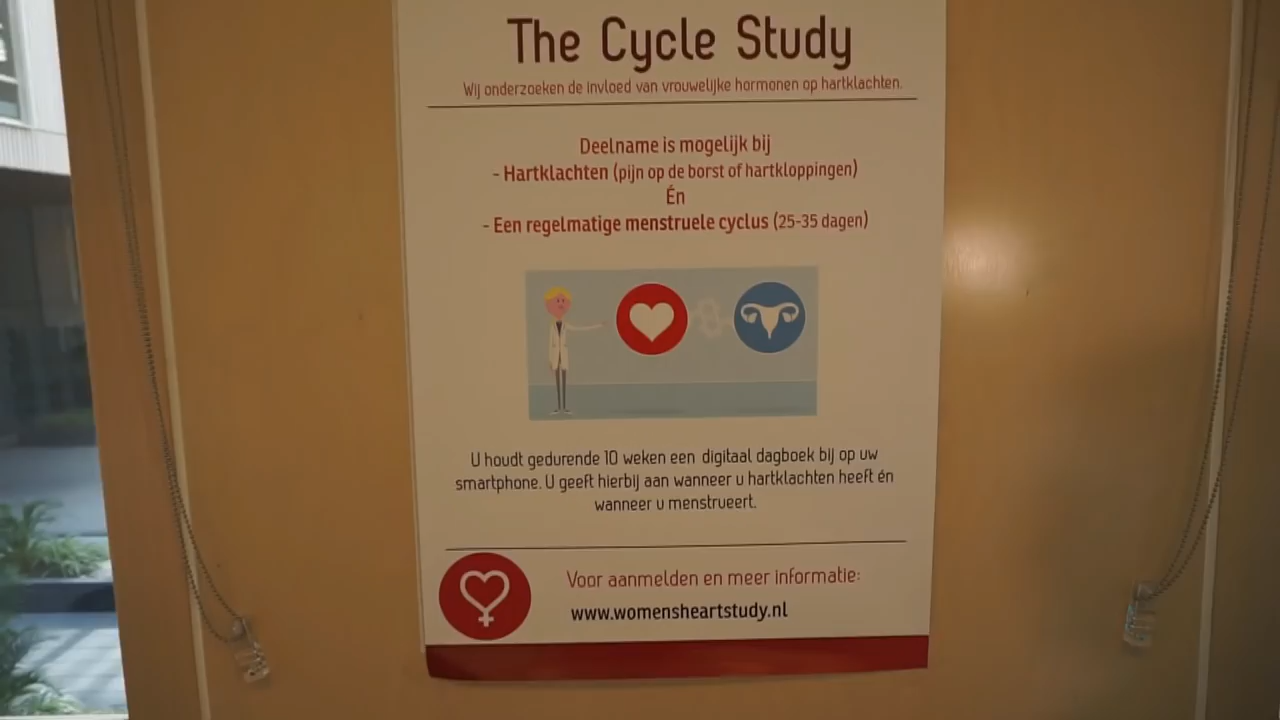 The Cycle Study
Wij onderzoeken de invloed van vrouwelijke hormonen op hartklachten.
Deelname is mogelijk bij
- Hartklachten (pijn op de borst of hartkloppingen)
Én
- Een regelmatige menstruele cyclus (25-35 dagen)
U houdt gedurende 10 weken een digitaal dagboek bij op uw
smartphone. U geeft hierbij aan wanneer u hartklachten heeft én
wanneer u menstrueert.
Voor aanmelden en meer informatie:
www.womensheartstudy.nl